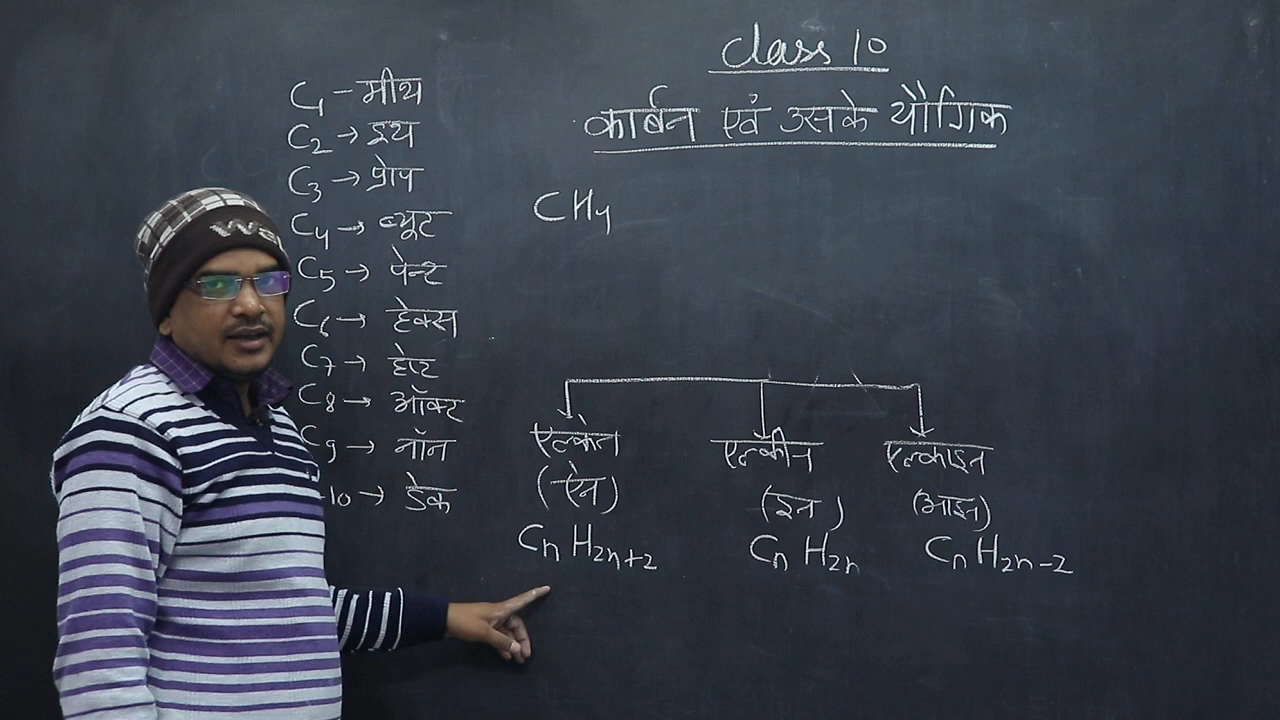 Class 10
कार्बन एवं उसके यौगिक
C1 - मीथ
C2 → इथ
C3 → प्रोप
C4 → ब्यूट
C5 → पेन्ट
C6 → हेक्स
C7 → हेप्ट
C8 → ऑक्ट
C9 → नॉन
10 → डेक
CH4
एल्केन एल्कीन एल्काइन
(ऐन) (इन) (आइन)
CnH2n+2 CnH2n CnH2n-2